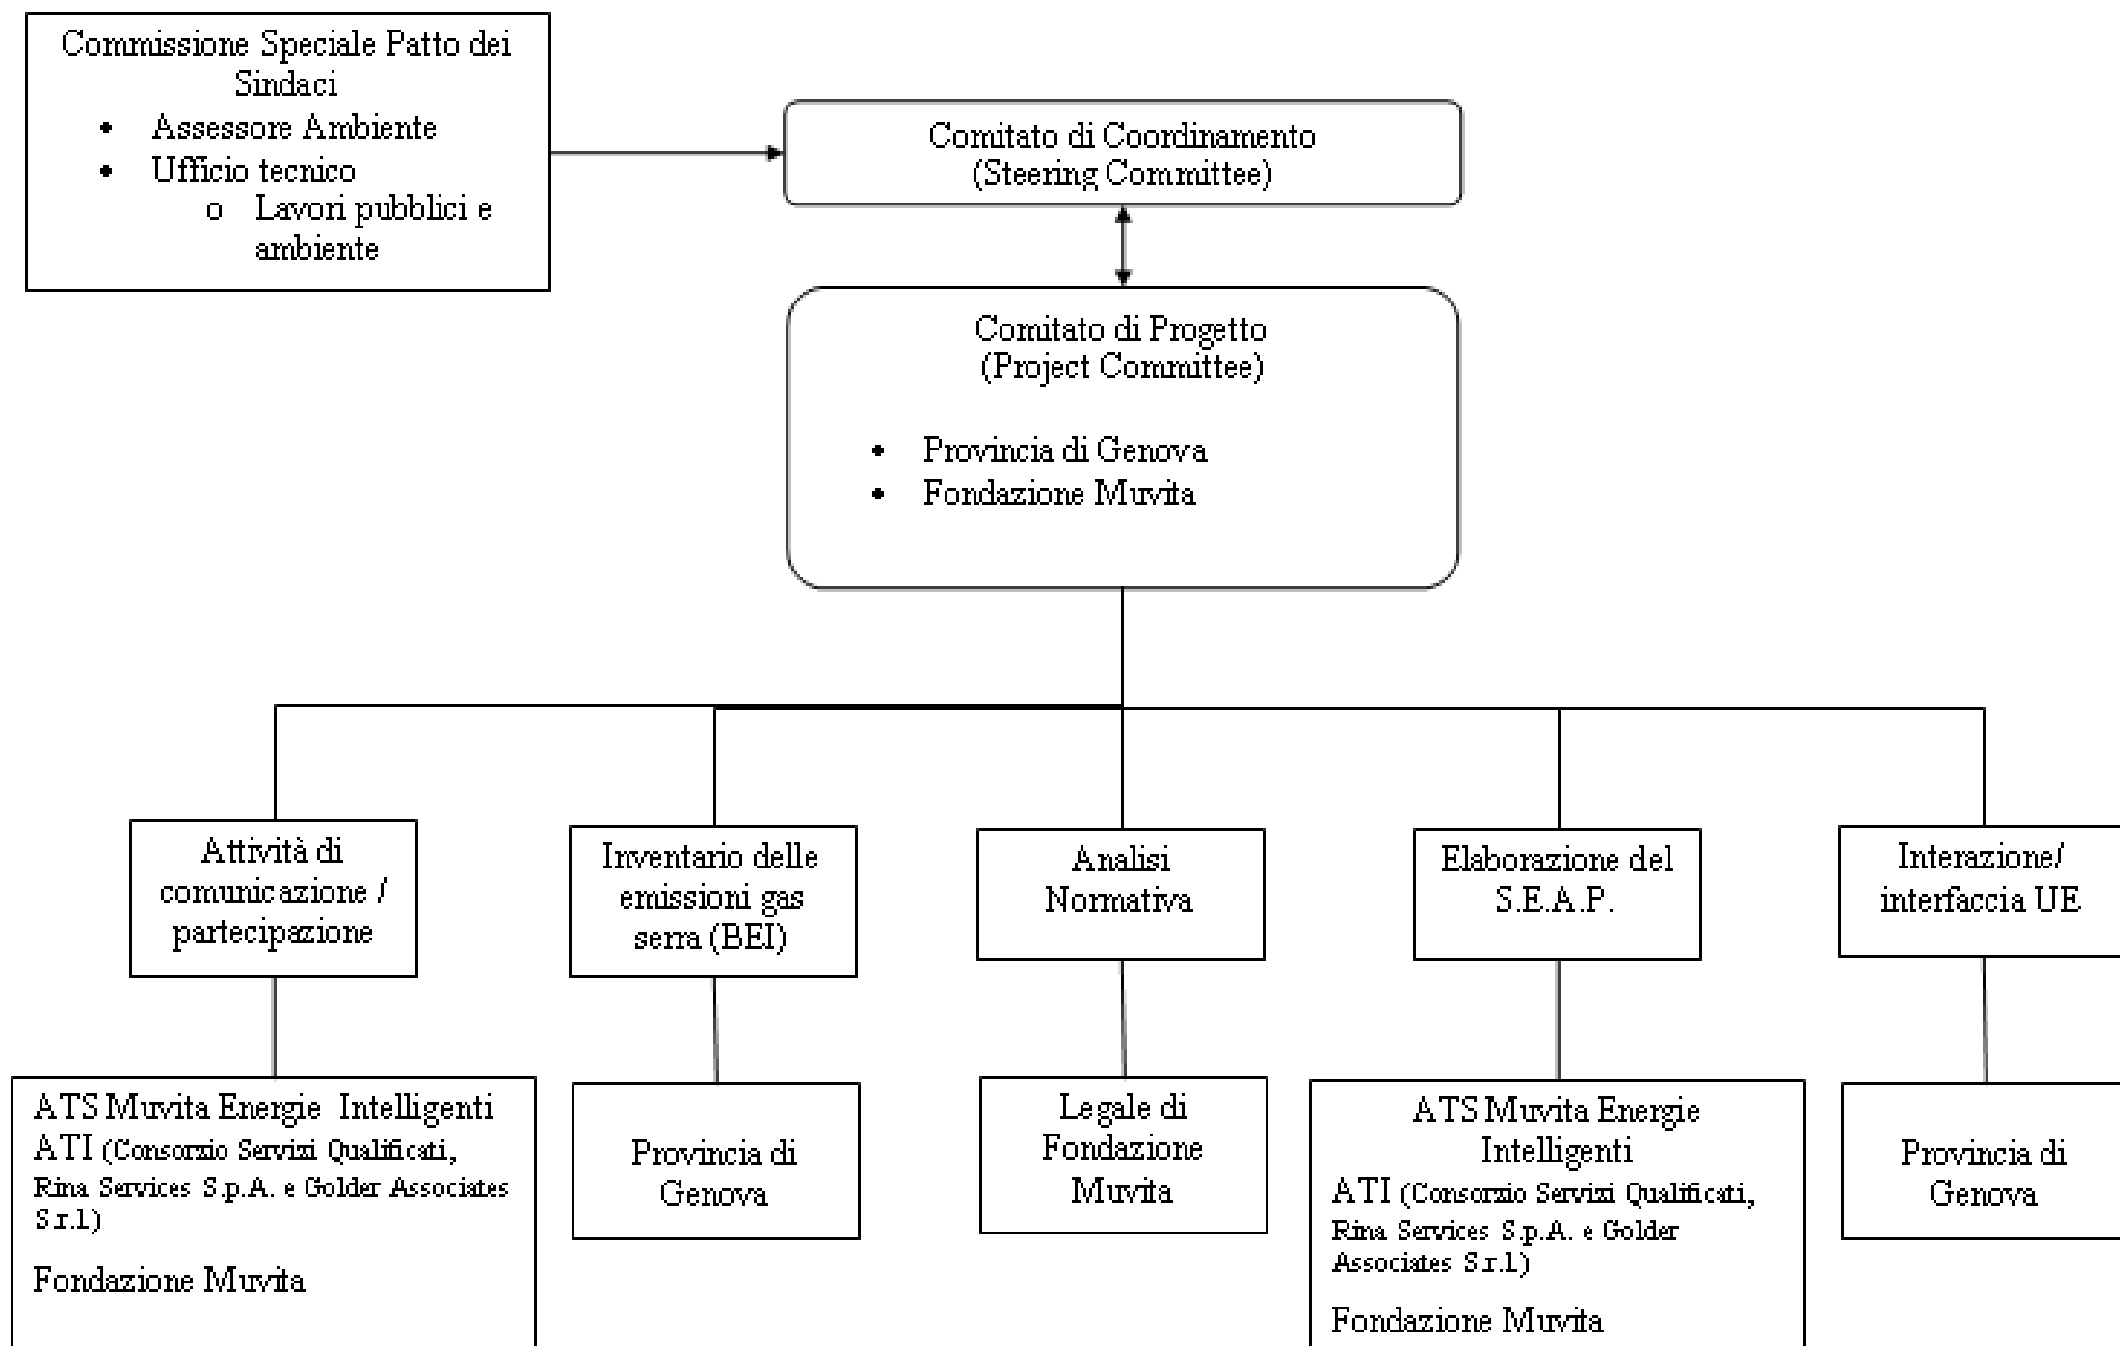 Commissione Speciale Patto dei
Sindaci
• Assessore Ambiente
• Ufficio tecnico
o Lavori pubblici e
ambiente
Comitato di Coordinamento
(Steering Committee)
Comitato di Progetto
(Project Committee)
• Provincia di Genova
• Fondazione Muvita
Attività di
comunicazione /
partecipazione
Inventario delle
emissioni gas
serra (BEI)
Analisi
Normativa
Elaborazione del
S.E.A.P.
Interazione/
interfaccia UE
ATS Muvita Energie Intelligenti
ATI (Consorzio Servizi Qualificati,
Rina Services S.p.A. e Golder Associates
S.r.l.)
Fondazione Muvita
Provincia di
Genova
Legale di
Fondazione
Muvita
ATS Muvita Energie
Intelligenti
ATI (Consorzio Servizi Qualificati,
Rina Services S.p.A. e Golder
Associates S.r.l.)
Fondazione Muvita
Provincia di
Genova